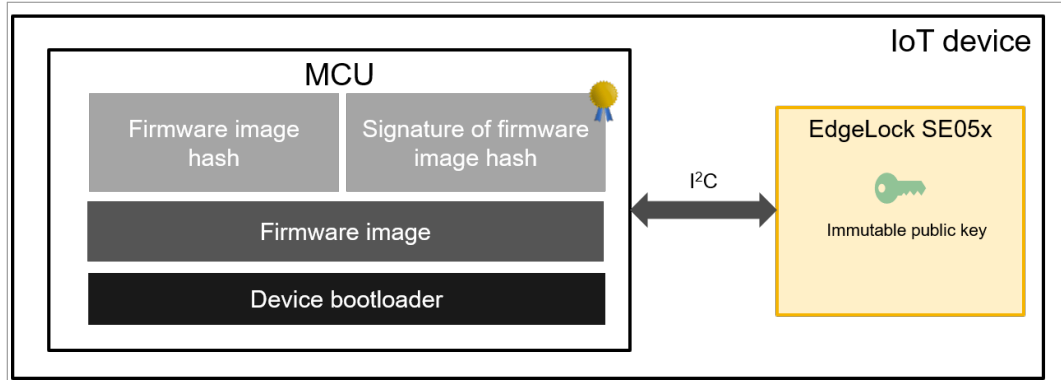 IoT device
MCU
Firmware image
hash
Signature of firmware
image hash
EdgeLock SE05x
I²C
Immutable public key
Firmware image
Device bootloader